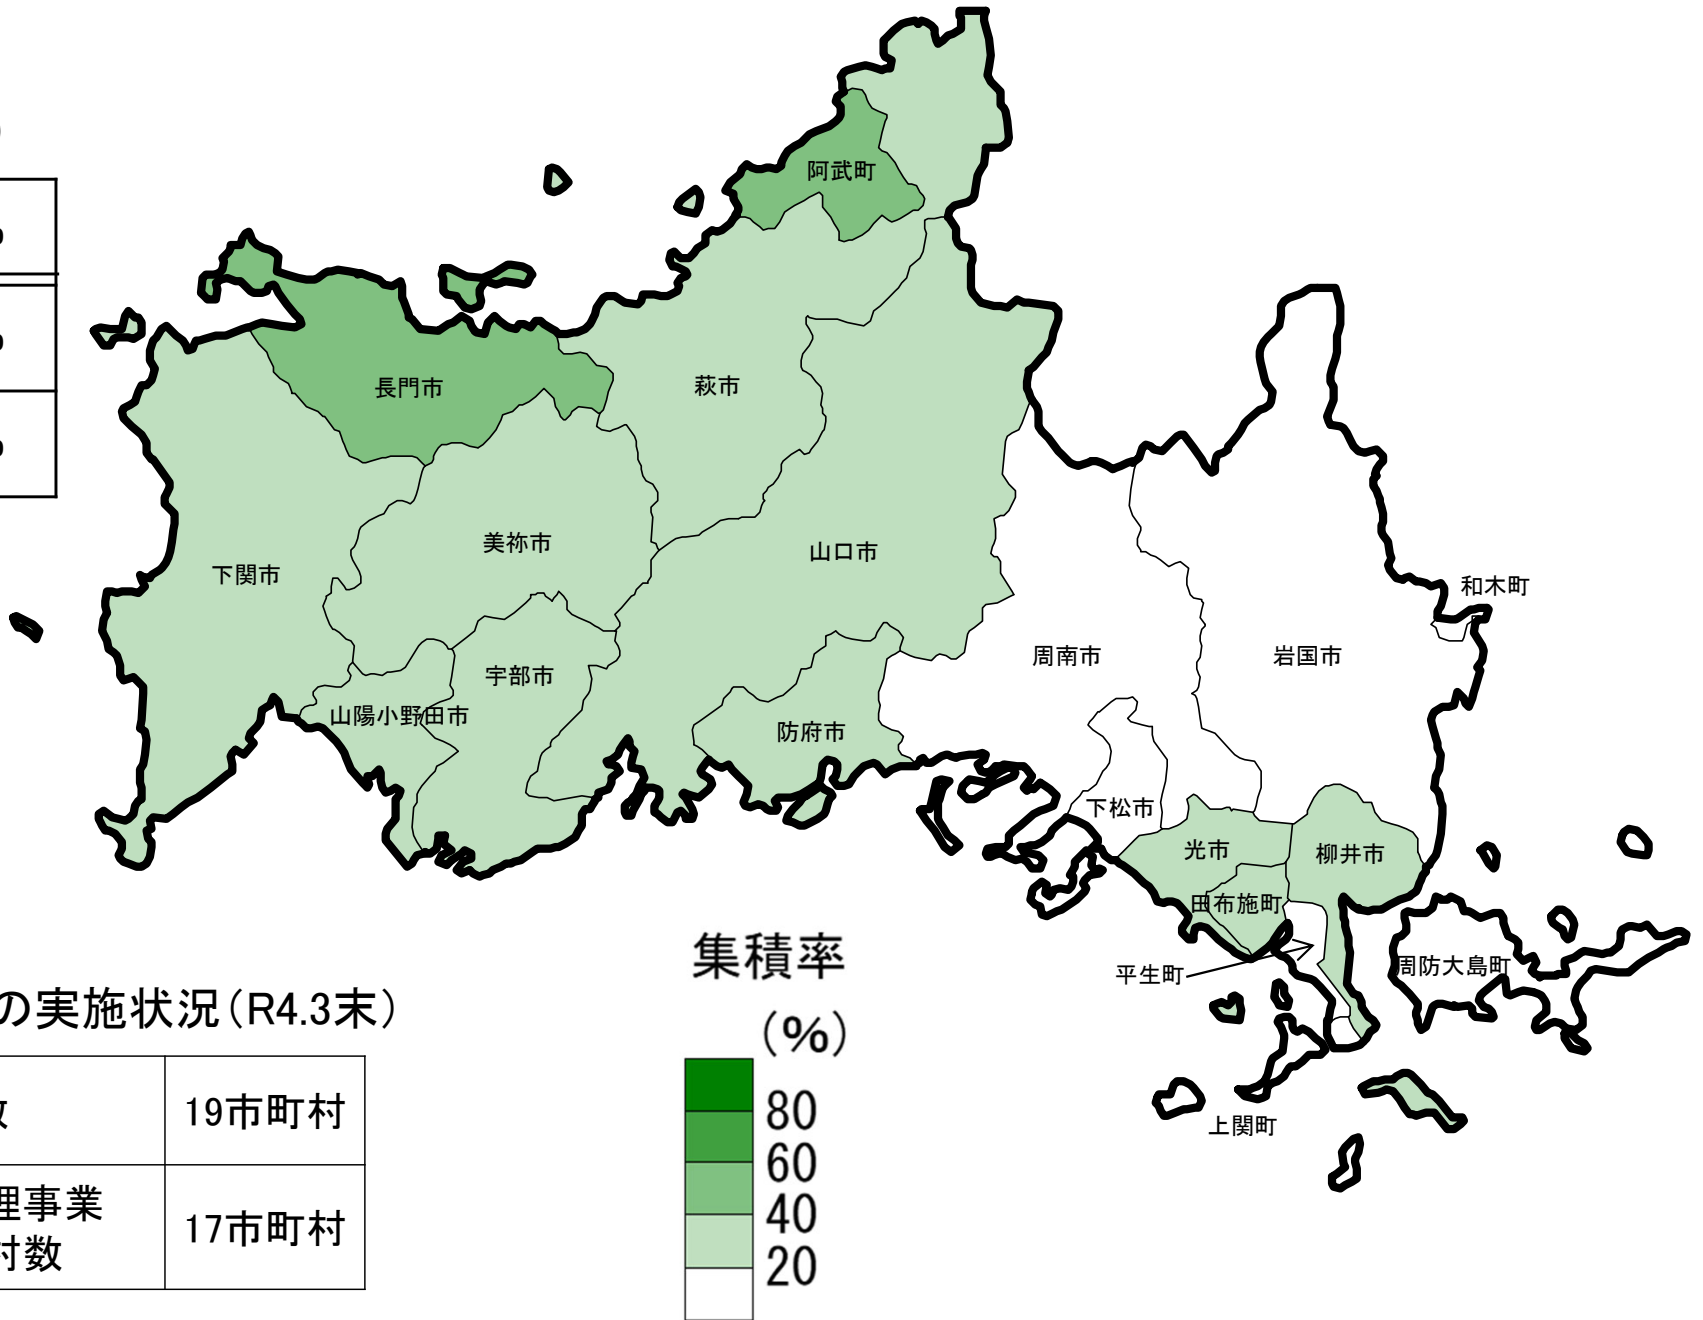 阿武町
長門市
萩市
美祢市
山口市
下関市
和木町
周南市
岩国市
宇部市
山陽小野田市
防府市
下松市
光市
柳井市
田布施町
平生町
周防大島町
上関町
集積率
(%)
80
60
40
20
の実施状況(R4.3末)
19市町村
理事業
村数
17市町村